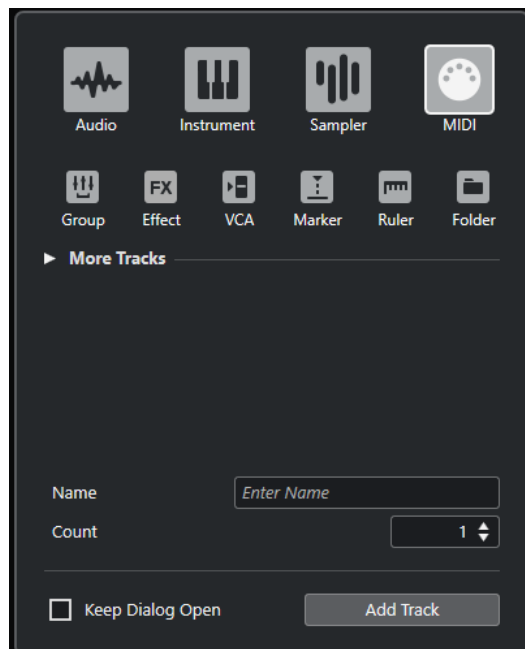 Audio Instrument Sampler MIDI
FX
Group Effect VCA Marker Ruler Folder
More Tracks
Name Enter Name
Count 1
Keep Dialog Open Add Track